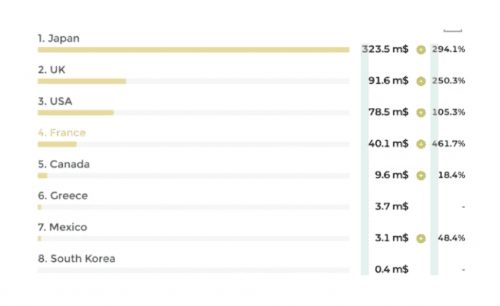 1. Japan 323.5 m$ + 294.1%
2. UK 91.6 m$ + 250.3%
3. USA 78.5 m$ + 105.3%
4. France 40.1 m$ + 461.7%
5. Canada 9.6 m$ + 18.4%
6. Greece 3.7 m$ -
7. Mexico 3.1 m$ + 48.4%
8. South Korea 0.4 m$ -